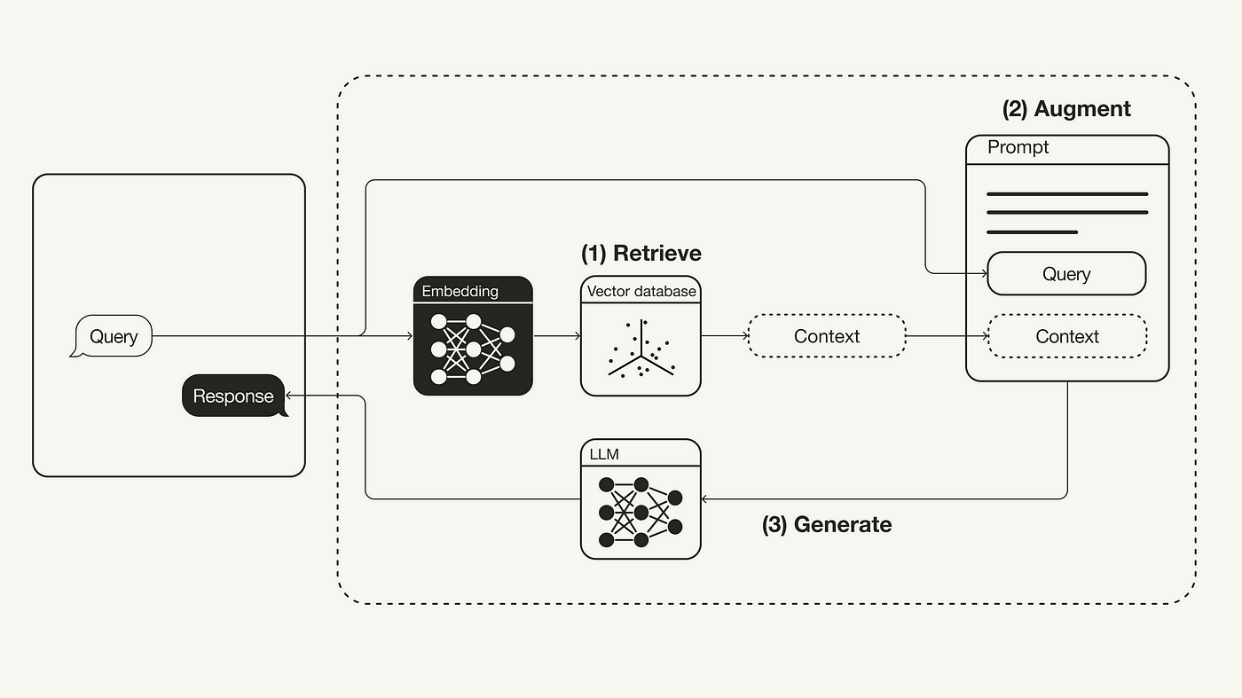 (2) Augment
Prompt
(1) Retrieve
Query
Embedding
Vector database
Query
Context
Context
Response
LLM
(3) Generate